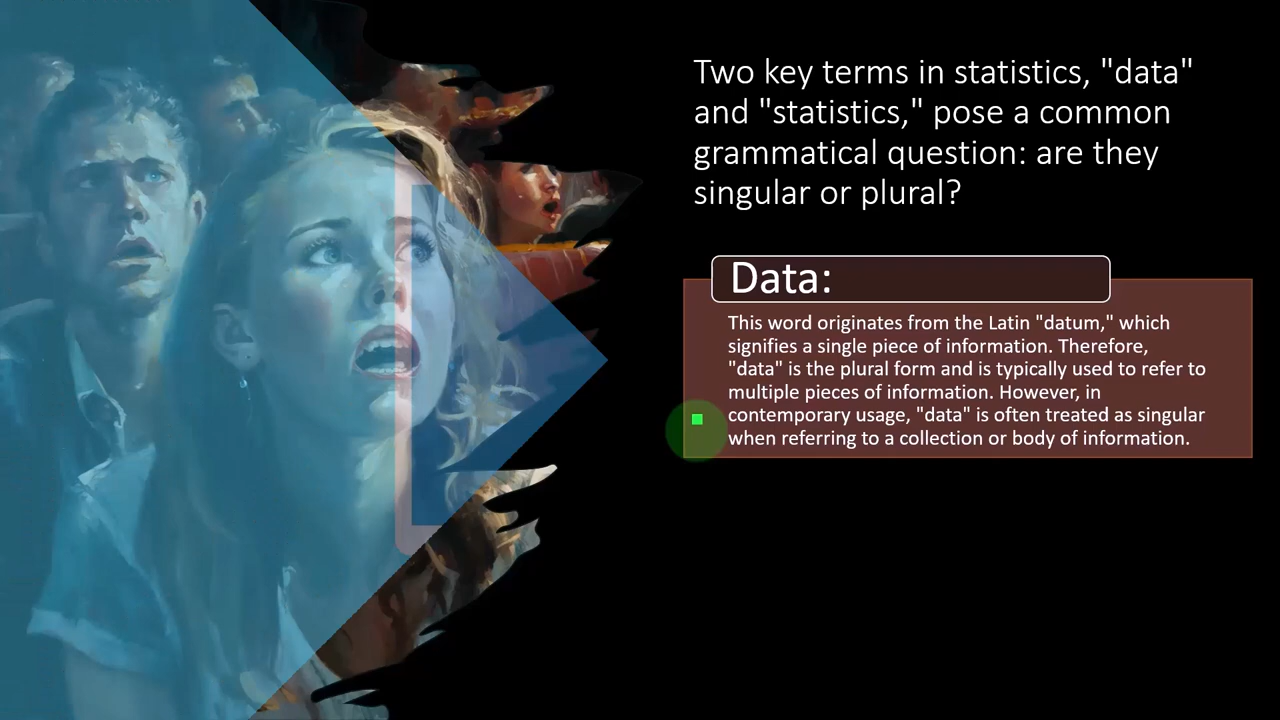 Two key terms in statistics, "data"
and "statistics," pose a common
grammatical question: are they
singular or plural?
Data:
This word originates from the Latin "datum," which
signifies a single piece of information. Therefore,
"data" is the plural form and is typically used to refer to
multiple pieces of information. However, in
contemporary usage, "data" is often treated as singular
when referring to a collection or body of information.